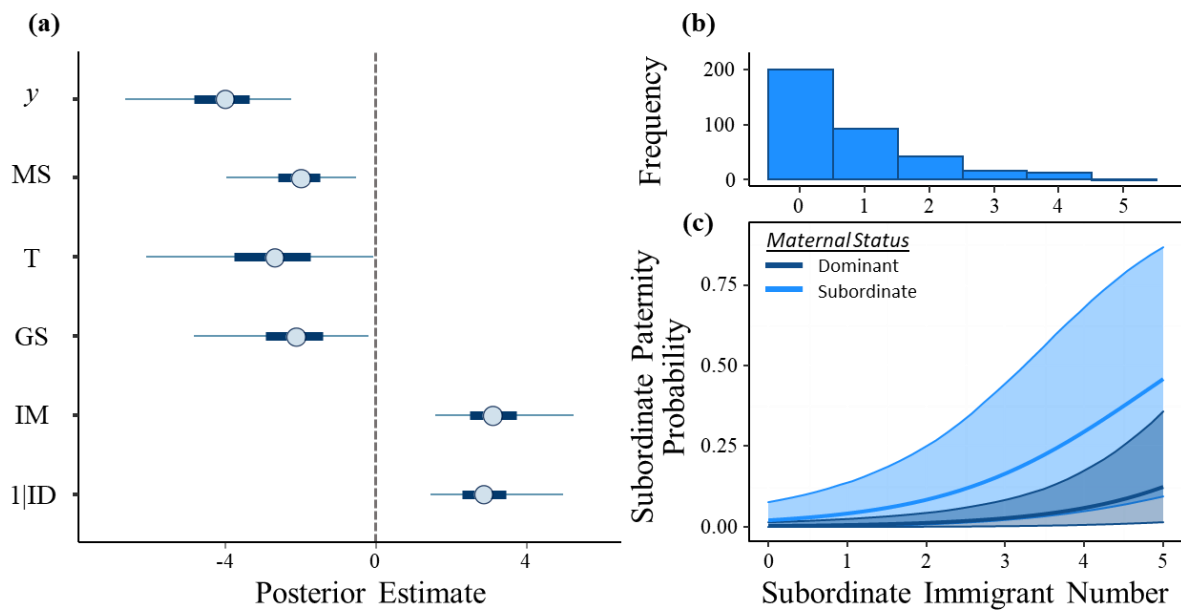 (a)
y
MS
T
GS
IM
1|ID
-4
0
4
Posterior Estimate
(b)
Frequency
200
100
0
0 1 2 3 4 5
(c)
Maternal Status
Dominant
Subordinate
Subordinate Paternity
Probability
0.75
0.50
0.25
0.00
0 1 2 3 4 5
Subordinate Immigrant Number